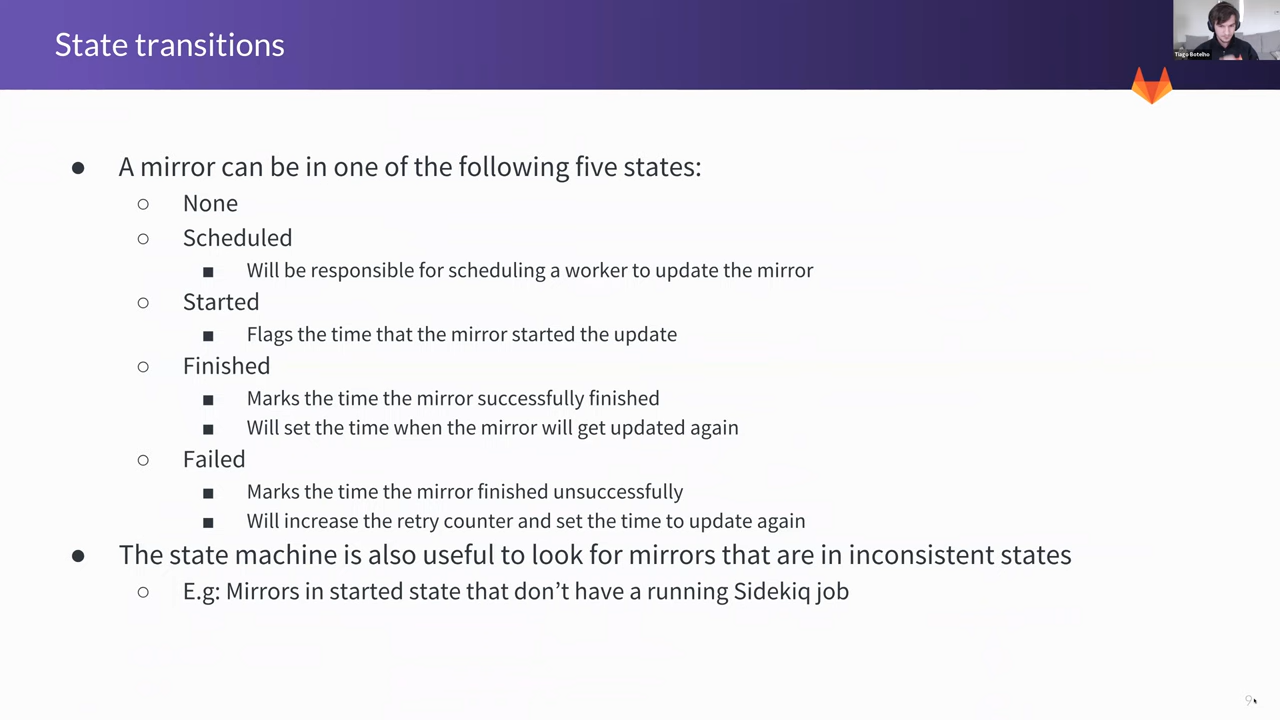 State transitions
Tiago Botelho
● A mirror can be in one of the following five states:
○ None
○ Scheduled
■ Will be responsible for scheduling a worker to update the mirror
○ Started
■ Flags the time that the mirror started the update
○ Finished
■ Marks the time the mirror successfully finished
■ Will set the time when the mirror will get updated again
○ Failed
■ Marks the time the mirror finished unsuccessfully
■ Will increase the retry counter and set the time to update again
● The state machine is also useful to look for mirrors that are in inconsistent states
○ E.g: Mirrors in started state that don’t have a running Sidekiq job
9